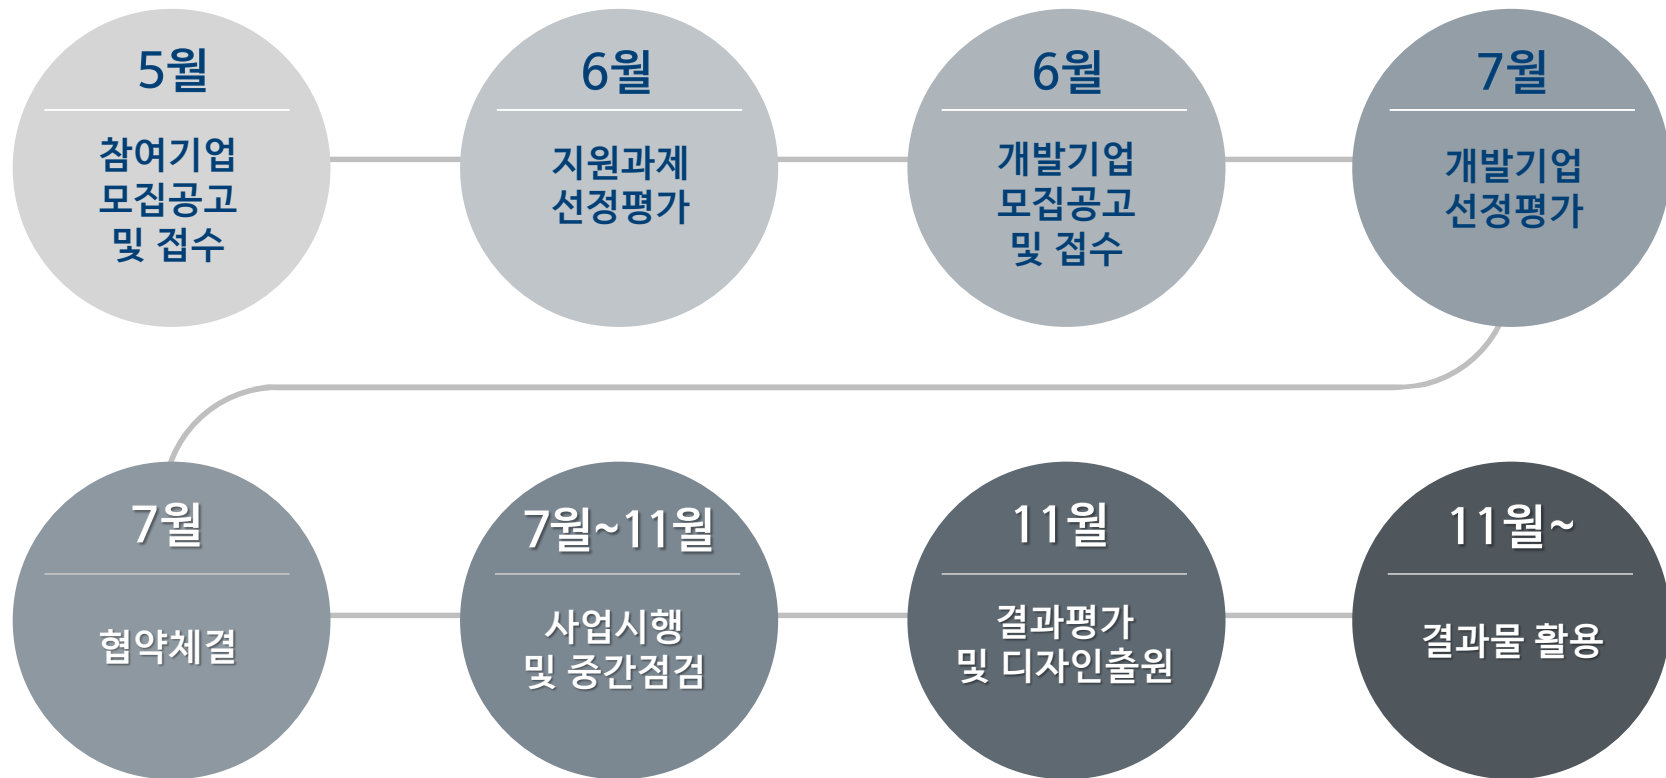 5월
참여기업
모집공고
및 접수
6월
지원과제
선정평가
6월
개발기업
모집공고
및 접수
7월
개발기업
선정평가
7월
협약체결
7월~11월
사업시행
및 중간점검
11월
결과평가
및 디자인출원
11월~
결과물 활용